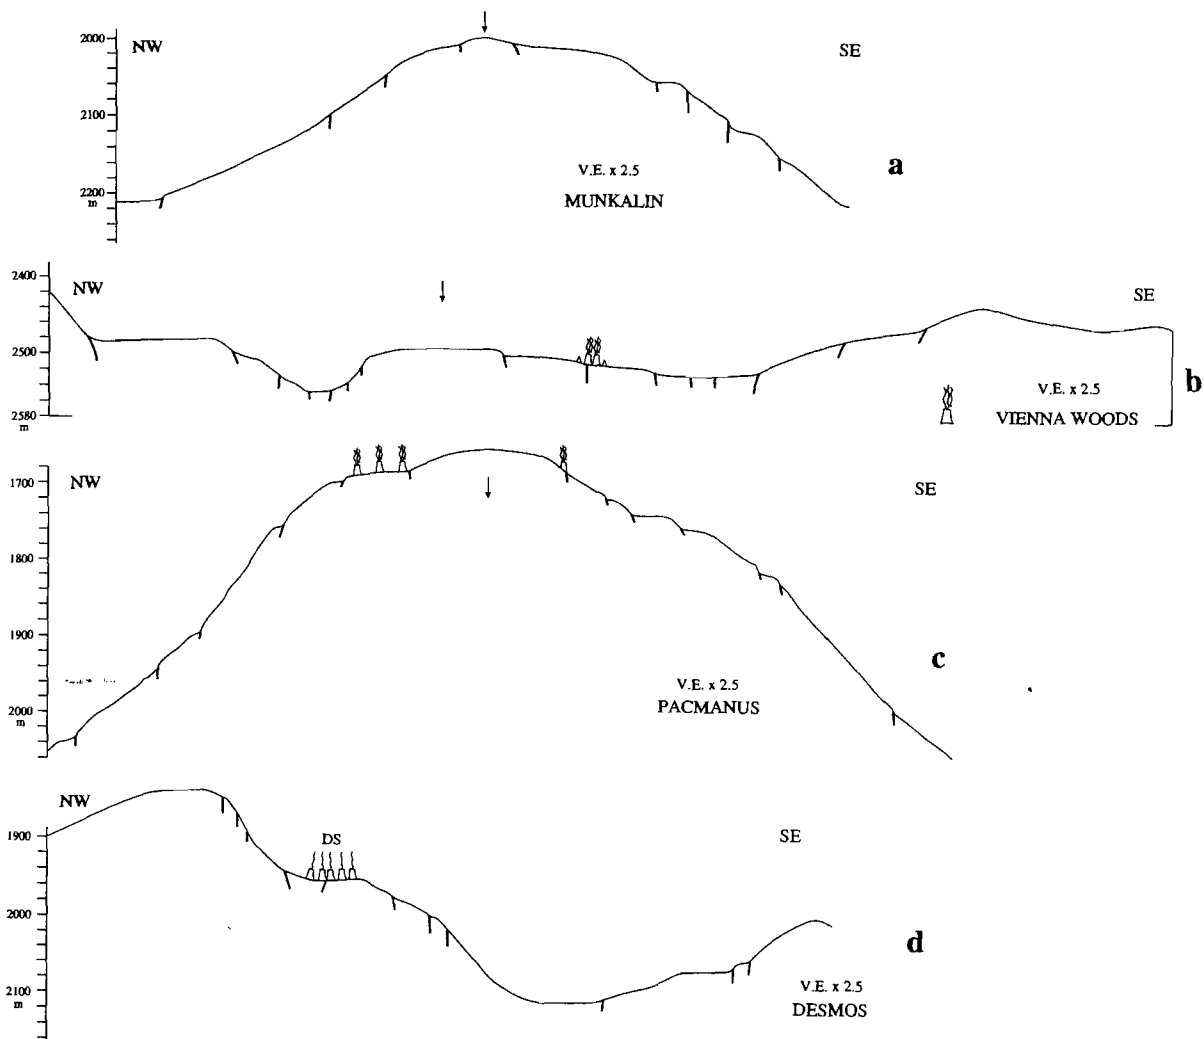 NW
SE
2000
2100
2200
m
V.E. x 2.5
MUNKALIN
a
2400
NW
SE
2500
2580
m
V.E. x 2.5
VIENNA WOODS
b
NW
SE
1700
1800
1900
2000
m
V.E. x 2.5
PACMANUS
c
NW
DS
SE
1900
2000
2100
m
V.E. x 2.5
DESMOS
d